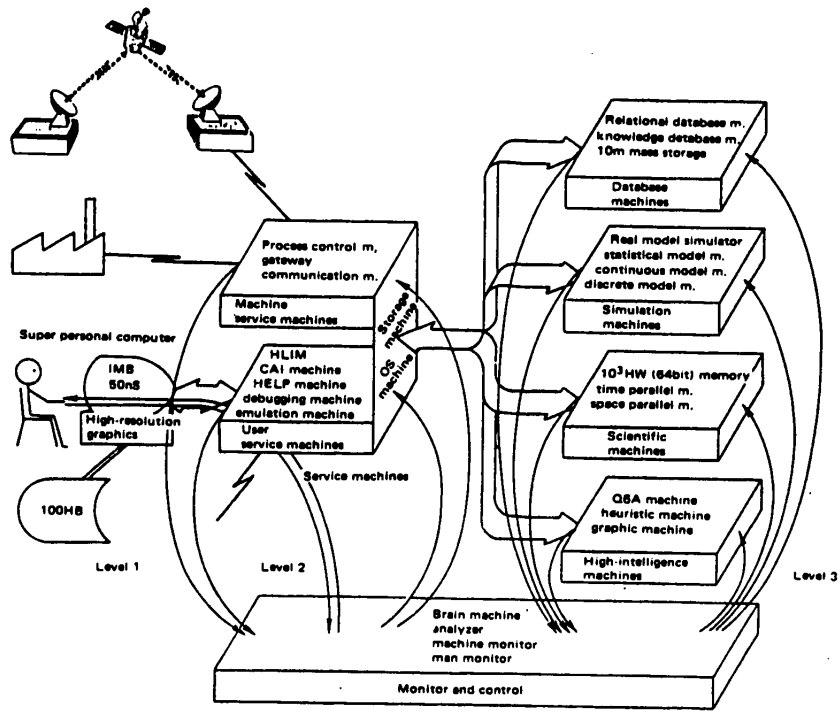 Relational database m.
knowledge detebase m.
10m mass storage
Database
machines
Process control m,
gateway
communication m.
Machine
service machines
Storage
machine
OS
machine
Real model simulator
statistical model m.
continuous model m.
discrete model m.
Simulation
machines
Super personal computer
IMB
50nS
High-resolution
graphics
100HB
HLIM
CAI machine
HELP machine
debugging machine
emulation machine
User
service machines
Service machines
10³HW (64bit) memory
time parallel m.
space parallel m.
Scientific
machines
Q6A machine
heuristic machine
graphic machine
High-intelligence
machines
Level 1
Level 2
Level 3
Brain machine
analyzer
machine monitor
man monitor
Monitor and control